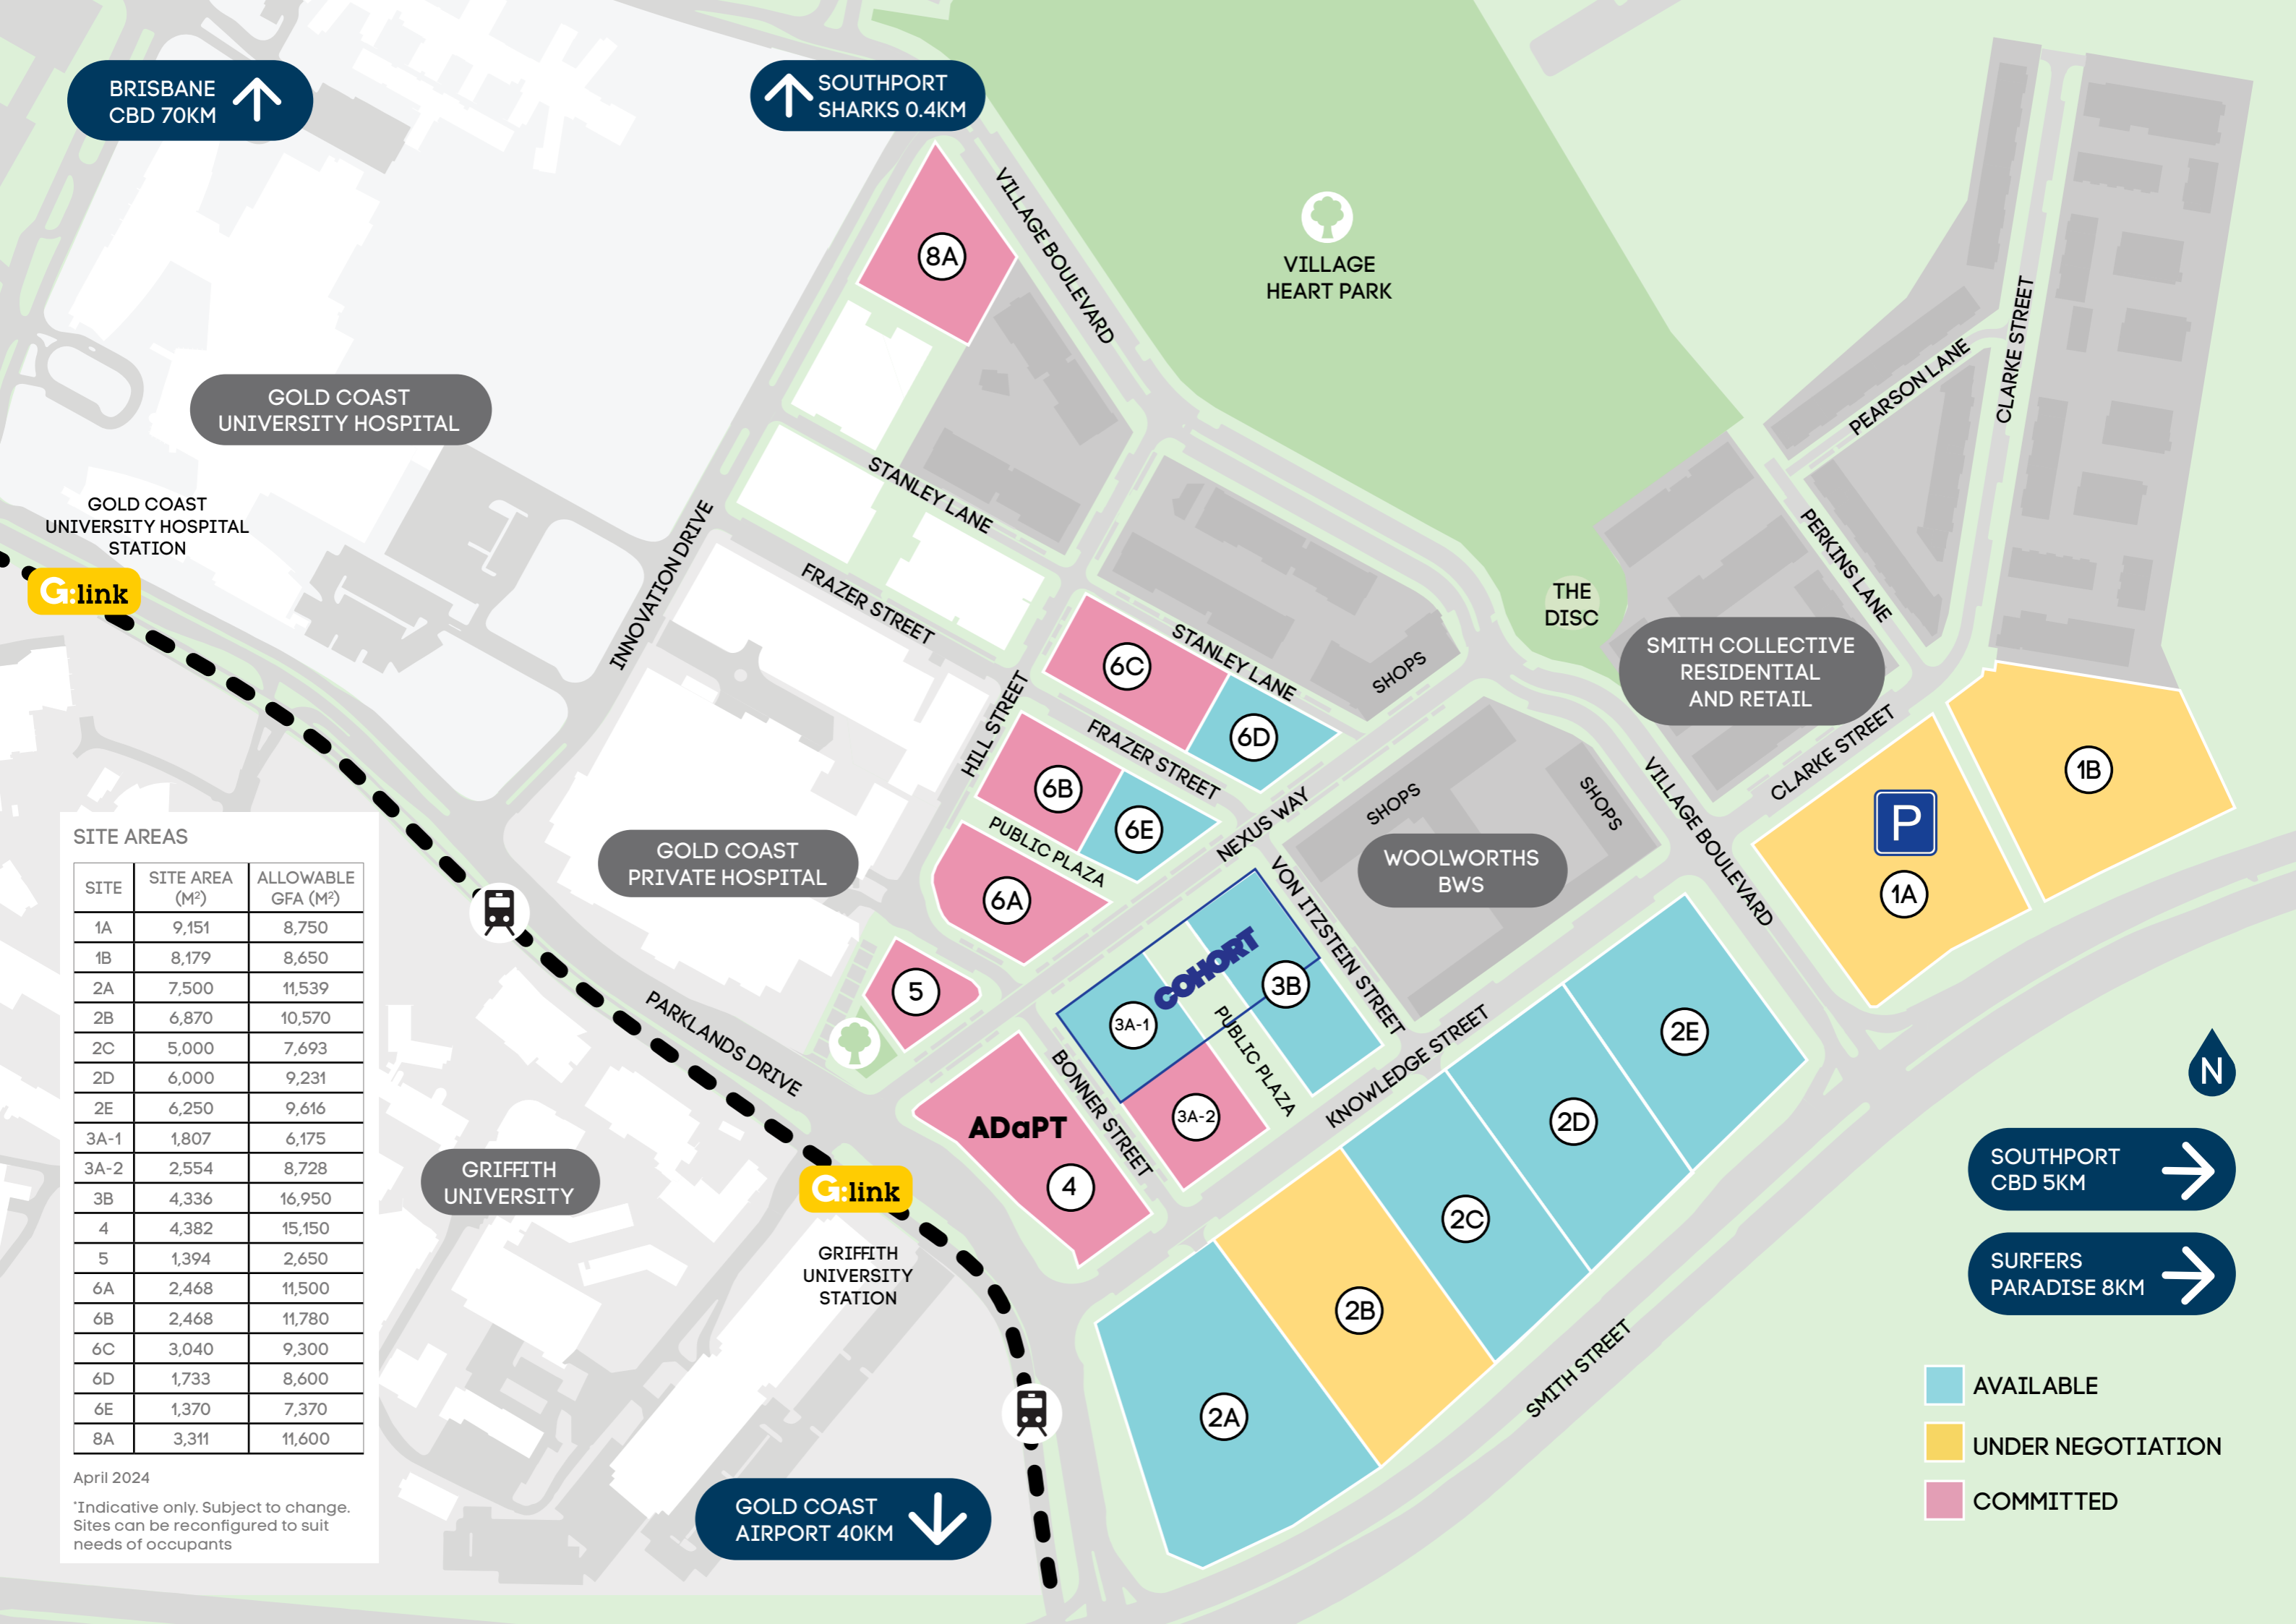 BRISBANE
CBD 70KM
SOUTHPORT
SHARKS 0.4KM
VILLAGE BOULEVARD
8A
VILLAGE
HEART PARK
CLARKE STREET
PEARSON LANE
GOLD COAST
UNIVERSITY HOSPITAL
STANLEY LANE
GOLD COAST
UNIVERSITY HOSPITAL
STATION
G:link
INNOVATION DRIVE
FRAZER STREET
PERKINS LANE
THE
DISC
SMITH COLLECTIVE
RESIDENTIAL
AND RETAIL
6C
STANLEY LANE
SHOPS
6D
HILL STREET
FRAZER STREET
6B
6E
PUBLIC PLAZA
6A
NEXUS WAY
SHOPS
SHOPS
WOOLWORTHS
BWS
VILLAGE BOULEVARD
CLARKE STREET
P
1A
1B
GOLD COAST
PRIVATE HOSPITAL
5
VON ITZSTEIN STREET
COHORT
3A-1
3B
PUBLIC PLAZA
3A-2
KNOWLEDGE STREET
BONNER STREET
PARKLANDS DRIVE
ADaPT
4
2E
2D
2C
2B
2A
SMITH STREET
GRIFFITH
UNIVERSITY
G:link
GRIFFITH
UNIVERSITY
STATION
GOLD COAST
AIRPORT 40KM
N
SOUTHPORT
CBD 5KM
SURFERS
PARADISE 8KM
AVAILABLE
UNDER NEGOTIATION
COMMITTED
SITE AREAS
SITE SITE AREA (M²) ALLOWABLE GFA (M²)
1A 9,151 8,750
1B 8,179 8,650
2A 7,500 11,539
2B 6,870 10,570
2C 5,000 7,693
2D 6,000 9,231
2E 6,250 9,616
3A-1 1,807 6,175
3A-2 2,554 8,728
3B 4,336 16,950
4 4,382 15,150
5 1,394 2,650
6A 2,468 11,500
6B 2,468 11,780
6C 3,040 9,300
6D 1,733 8,600
6E 1,370 7,370
8A 3,311 11,600
April 2024
*Indicative only. Subject to change.
Sites can be reconfigured to suit
needs of occupants